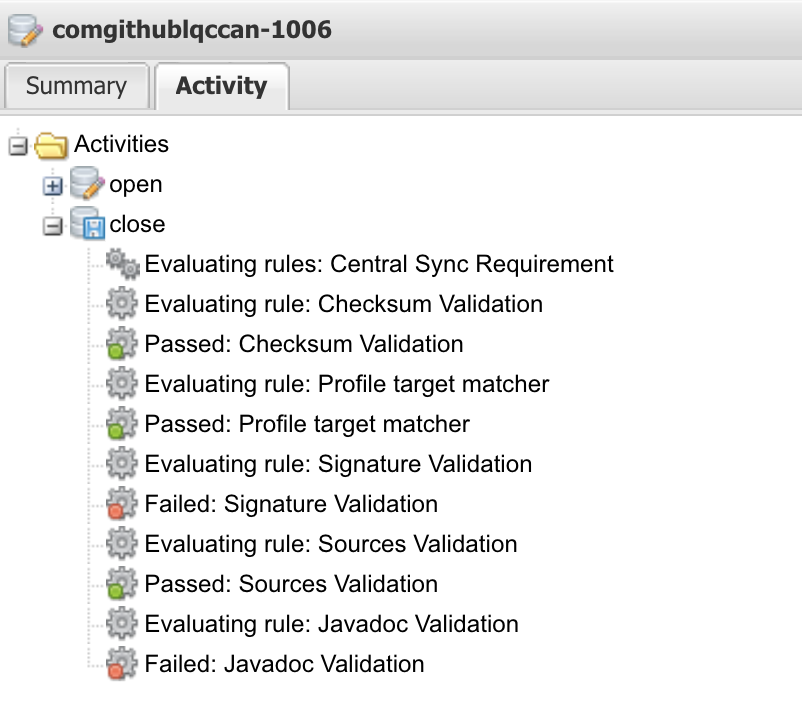 comgithublqccan-1006
Summary
Activity
Activities
open
close
Evaluating rules: Central Sync Requirement
Evaluating rule: Checksum Validation
Passed: Checksum Validation
Evaluating rule: Profile target matcher
Passed: Profile target matcher
Evaluating rule: Signature Validation
Failed: Signature Validation
Evaluating rule: Sources Validation
Passed: Sources Validation
Evaluating rule: Javadoc Validation
Failed: Javadoc Validation